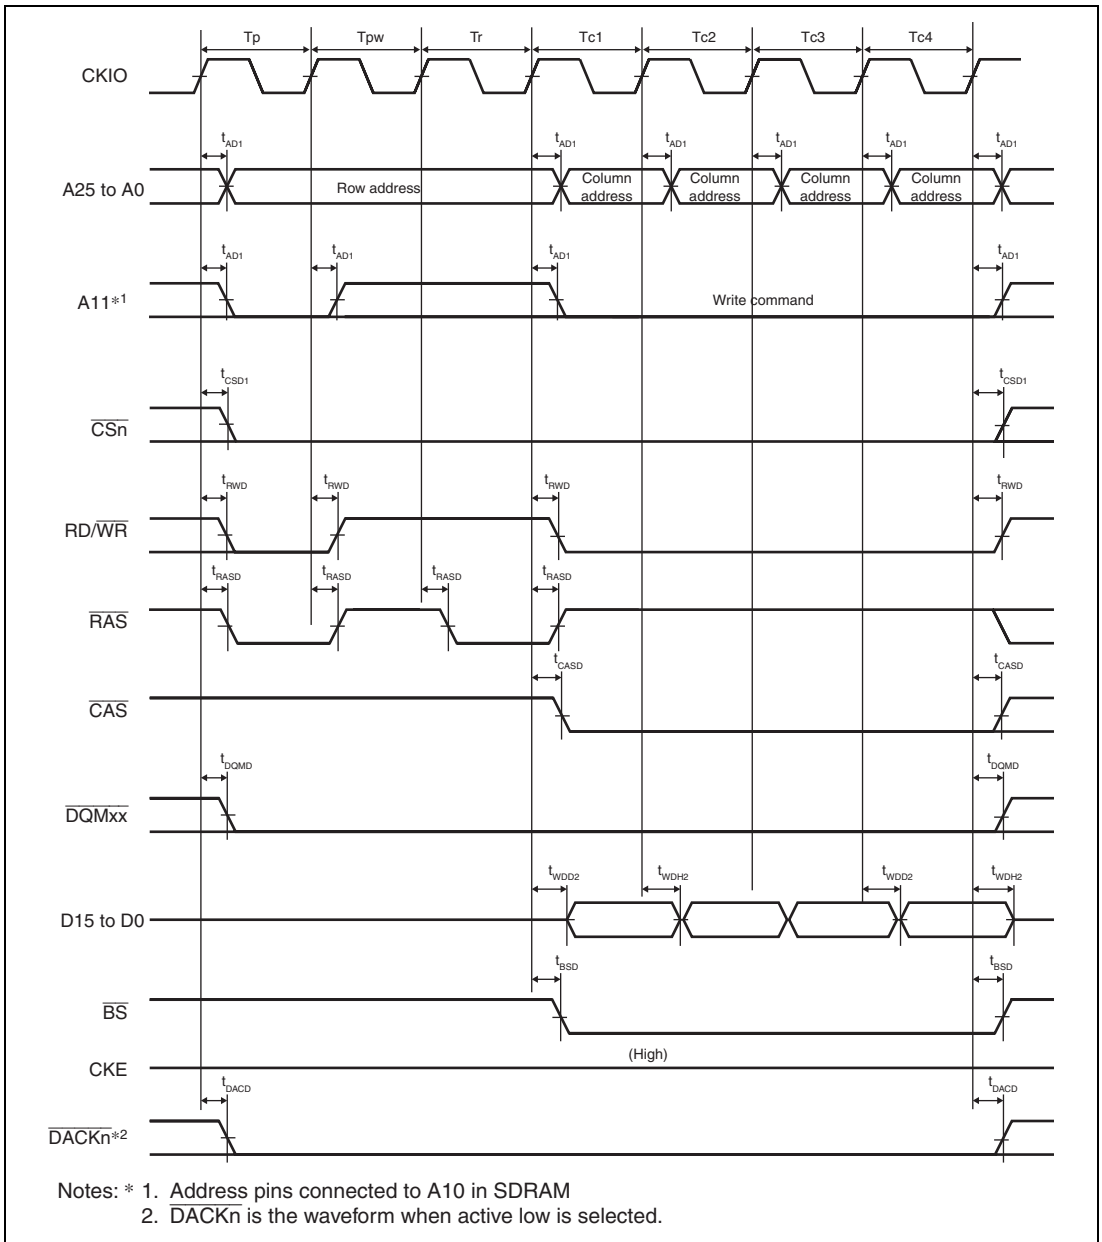 Tp Tpw Tr Tc1 Tc2 Tc3 Tc4
CKIO
tAD1 tAD1 tAD1 tAD1 tAD1 tAD1
A25 to A0 Row address Column address Column address Column address Column address
tAD1 tAD1 tAD1 tAD1
A11*1 Write command
tCSD1 tCSD1
CSn
tRWD tRWD tRWD tRWD
RD/WR
tRASD tRASD tRASD tRASD
RAS
tCASD tCASD
CAS
tDQMD tDQMD
DQMxx
tWDD2 tWDH2 tWDD2 tWDH2
D15 to D0
tBSD tBSD
BS
(High)
CKE
tDACD tDACD
DACKn*2
Notes: * 1. Address pins connected to A10 in SDRAM
2. DACKn is the waveform when active low is selected.